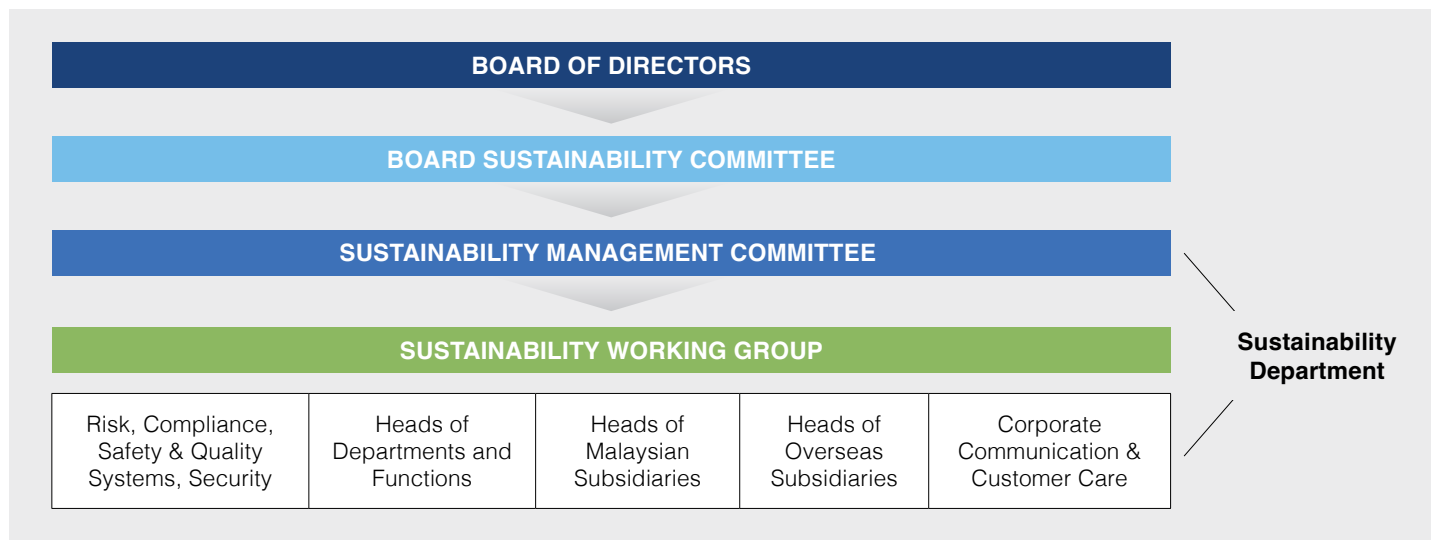 BOARD OF DIRECTORS
BOARD SUSTAINABILITY COMMITTEE
SUSTAINABILITY MANAGEMENT COMMITTEE
SUSTAINABILITY WORKING GROUP
Risk, Compliance,
Safety & Quality
Systems, Security
Heads of
Departments and
Functions
Heads of
Malaysian
Subsidiaries
Heads of
Overseas
Subsidiaries
Corporate
Communication &
Customer Care
Sustainability
Department